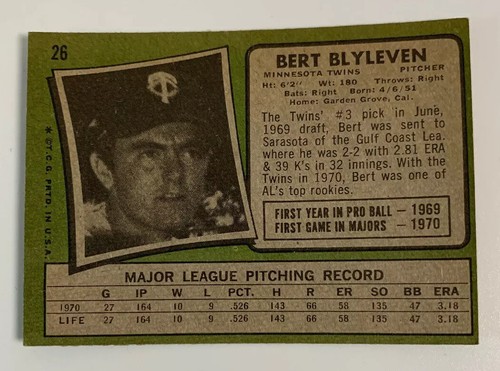 26
BERT BLYLEVEN
MINNESOTA TWINS PITCHER
Ht: 6'2" Wt: 180 Throws: Right
Bats: Right Born: 4/6/51
Home: Garden Grove, Cal.
The Twins' #3 pick in June,
1969 draft, Bert was sent to
Sarasota of the Gulf Coast Lea.
where he was 2-2 with 2.81 ERA
& 39 K's in 32 innings. With the
Twins in 1970, Bert was one of
AL's top rookies.
FIRST YEAR IN PRO BALL — 1969
FIRST GAME IN MAJORS — 1970
TC
* ©T.C.G. PRTD. IN U.S.A.
MAJOR LEAGUE PITCHING RECORD
G IP W L PCT. H R ER SO BB ERA
1970 27 164 10 9 .526 143 66 58 135 47 3.18
LIFE 27 164 10 9 .526 143 66 58 135 47 3.18